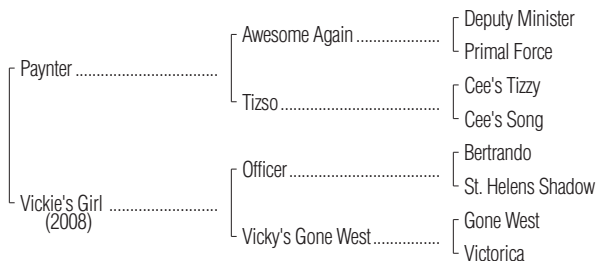 Deputy Minister
Awesome Again ...................
Primal Force
Paynter ................................
Cee's Tizzy
Tizso ....................................
Cee's Song
Bertrando
Officer..................................
St. Helens Shadow
Vickie's Girl ........................
(2008)
Gone West
Vicky's Gone West...............
Victorica